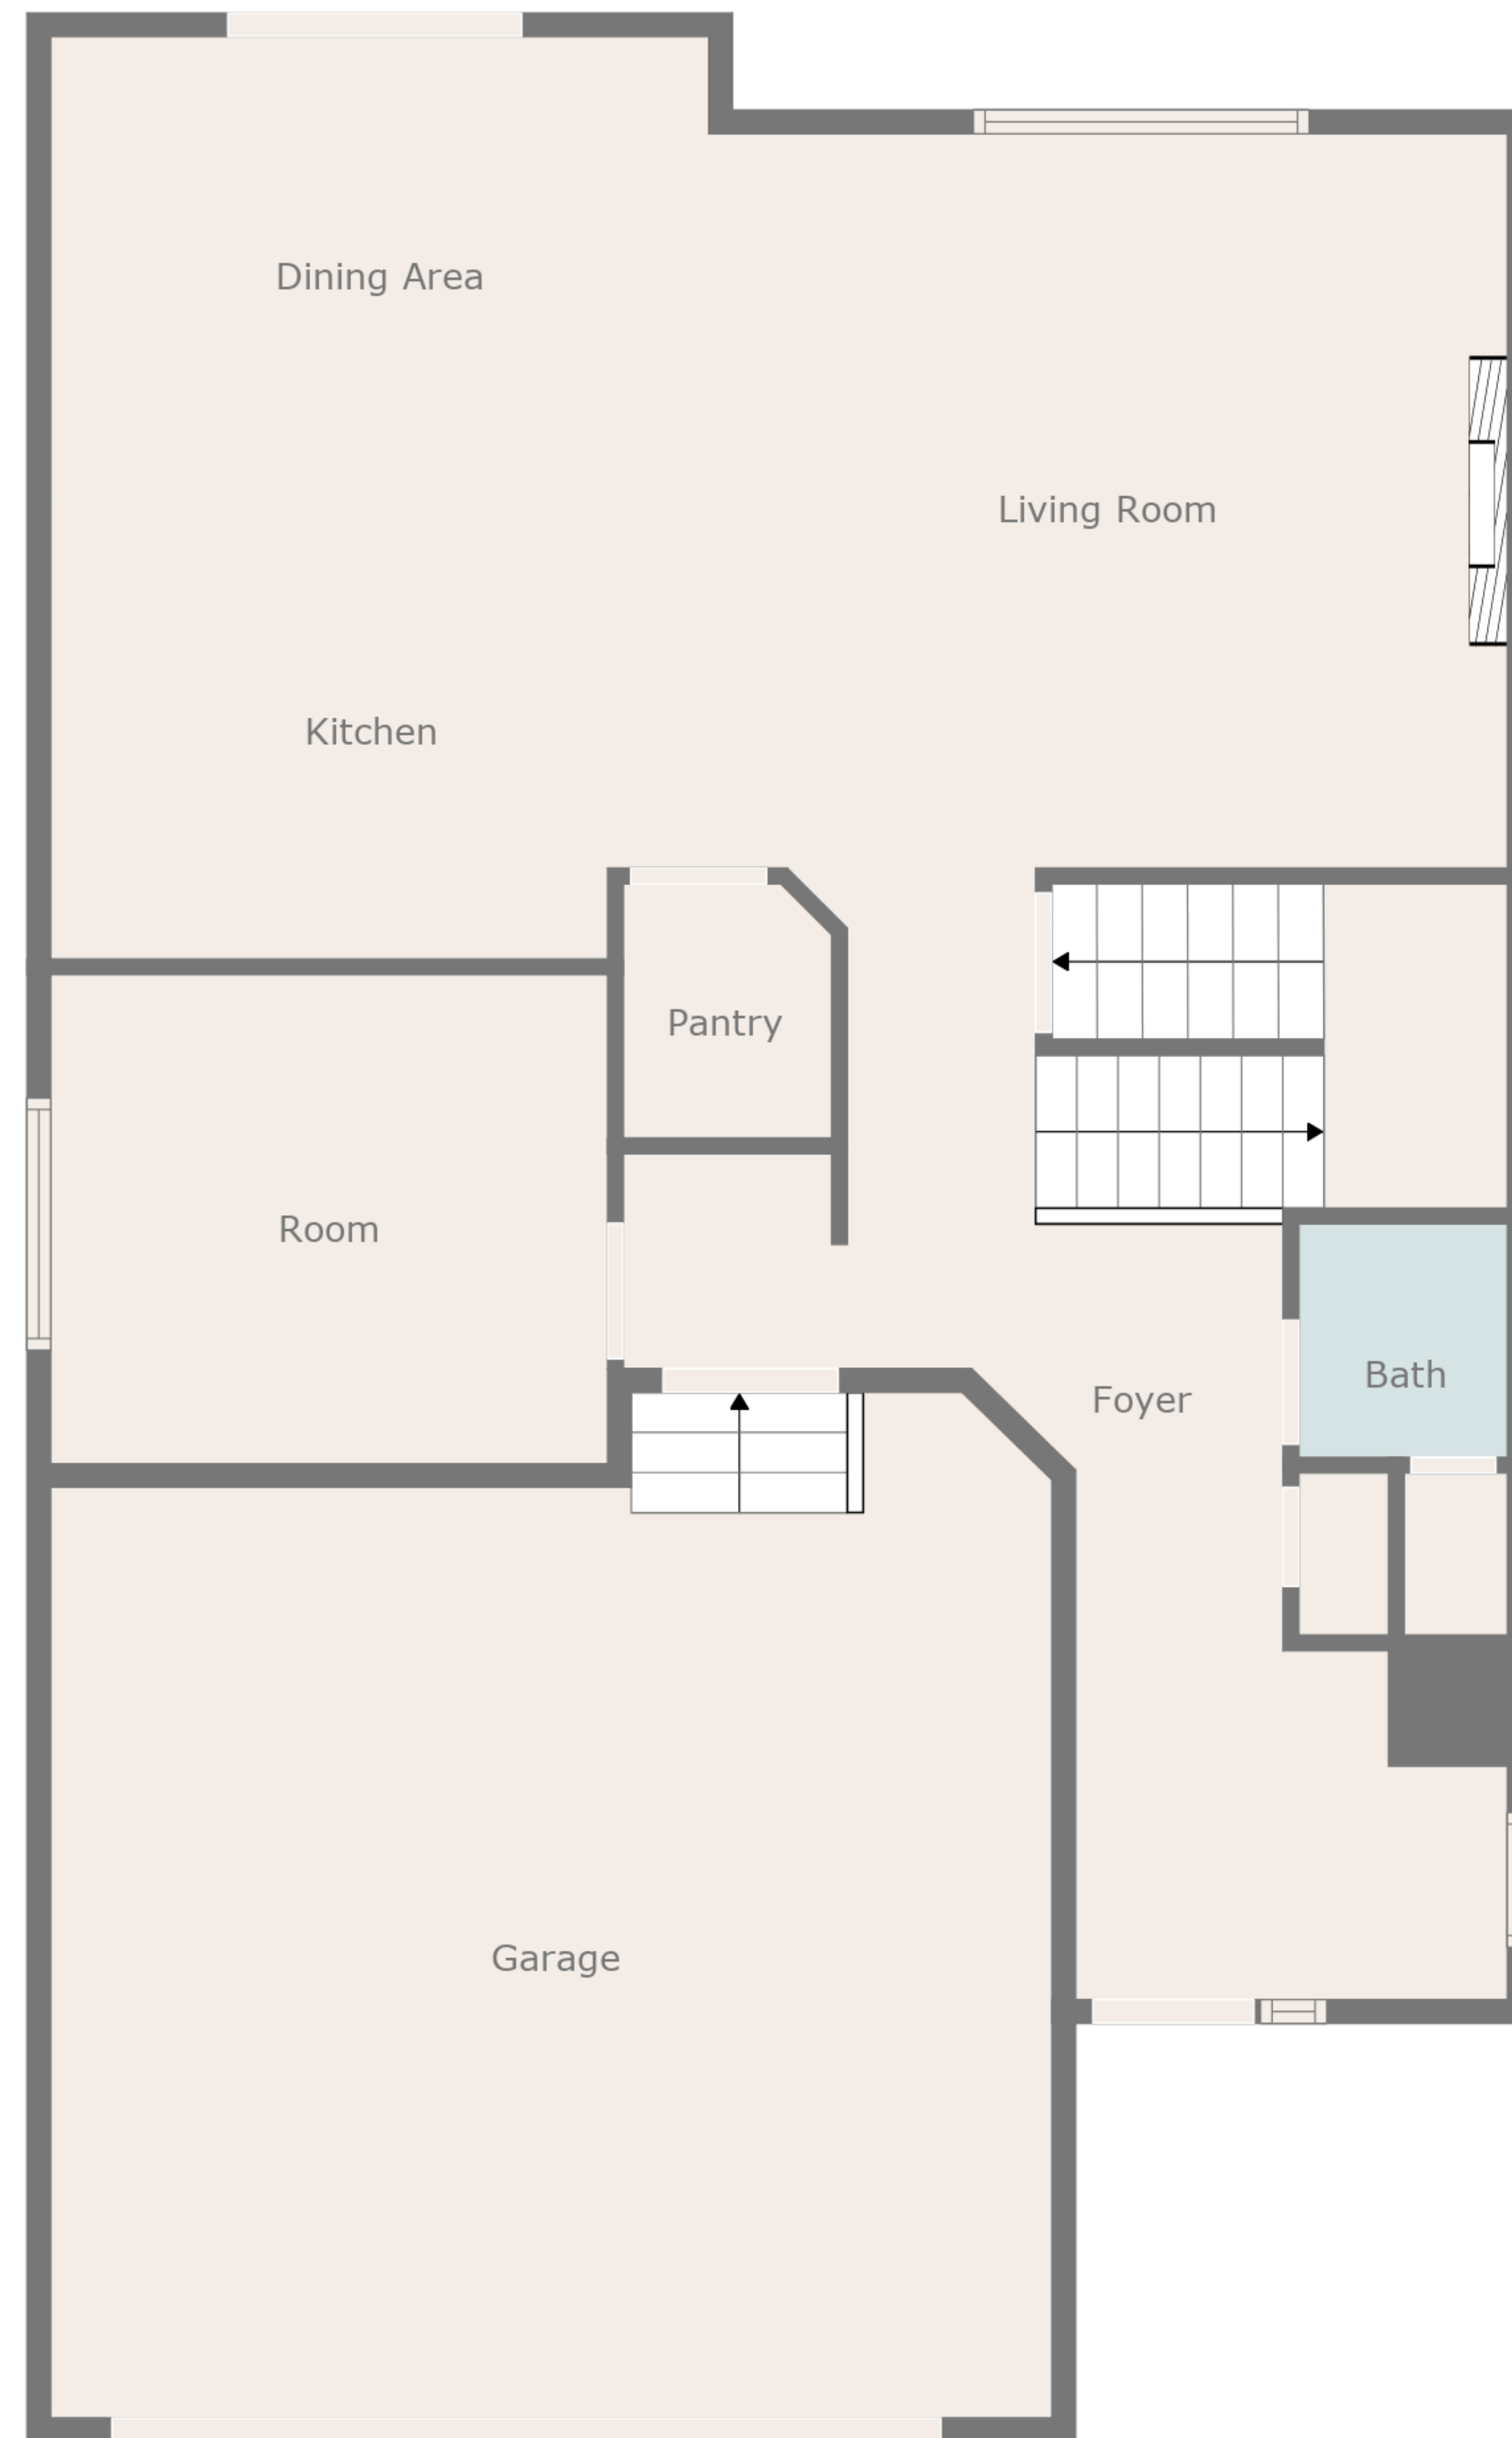 Dining Area
Living Room
Kitchen
Pantry
Room
Bath
Foyer
Garage